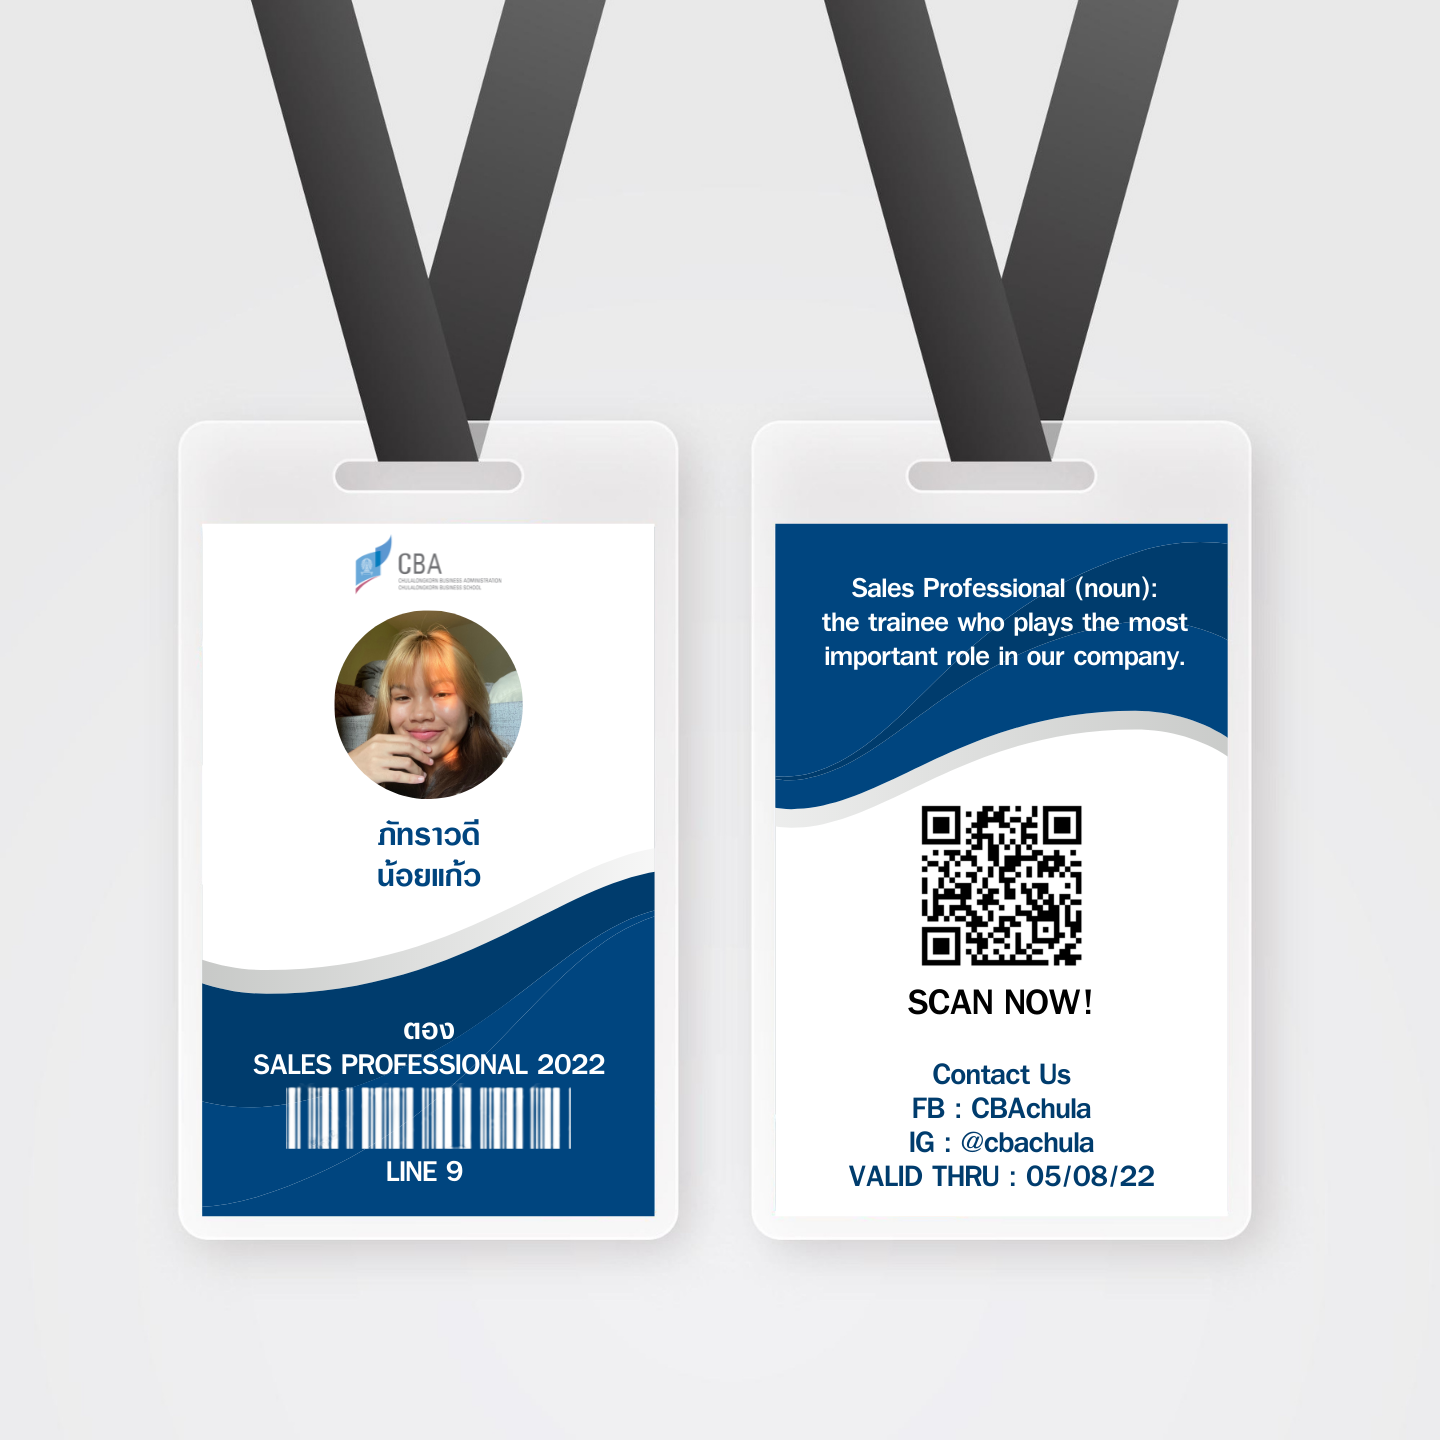 CBA
CHULALONGKORN BUSINESS ADMINISTRATION
CHULALONGKORN BUSINESS SCHOOL
ภัทราวดี
น้อยแก้ว
ตอง
SALES PROFESSIONAL 2022
LINE 9
Sales Professional (noun):
the trainee who plays the most
important role in our company.
SCAN NOW!
Contact Us
FB : CBAchula
IG : @cbachula
VALID THRU : 05/08/22